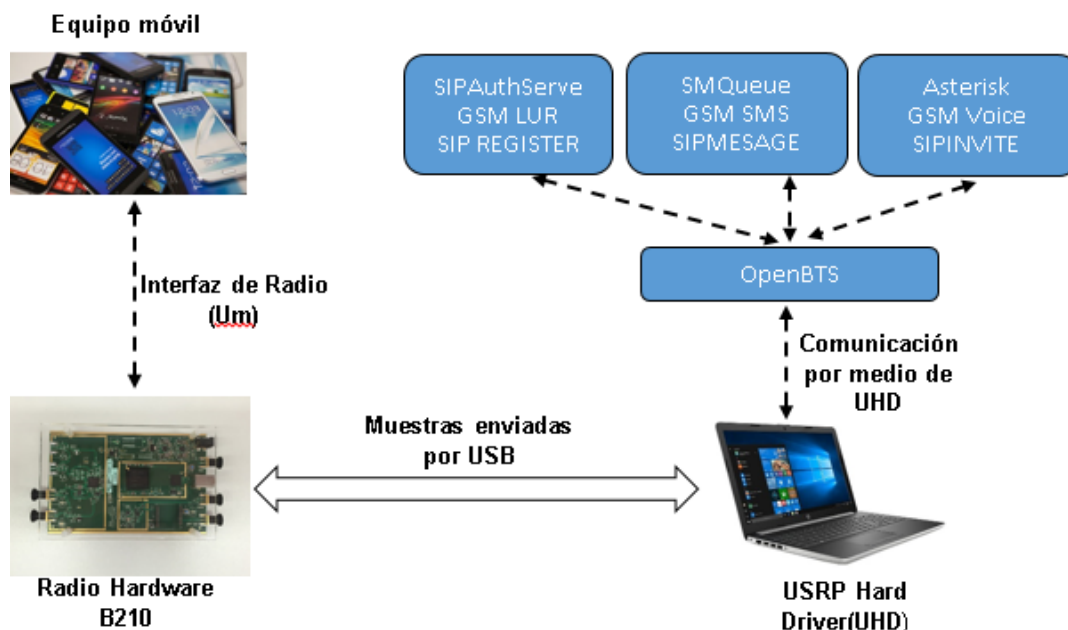 Equipo móvil
SIPAuthServe
GSM LUR
SIP REGISTER
SMQueue
GSM SMS
SIPMESAGE
Asterisk
GSM Voice
SIPINVITE
OpenBTS
Interfaz de Radio
(Um)
Comunicación
por medio de
UHD
Muestras enviadas
por USB
Radio Hardware
B210
USRP Hard
Driver(UHD)